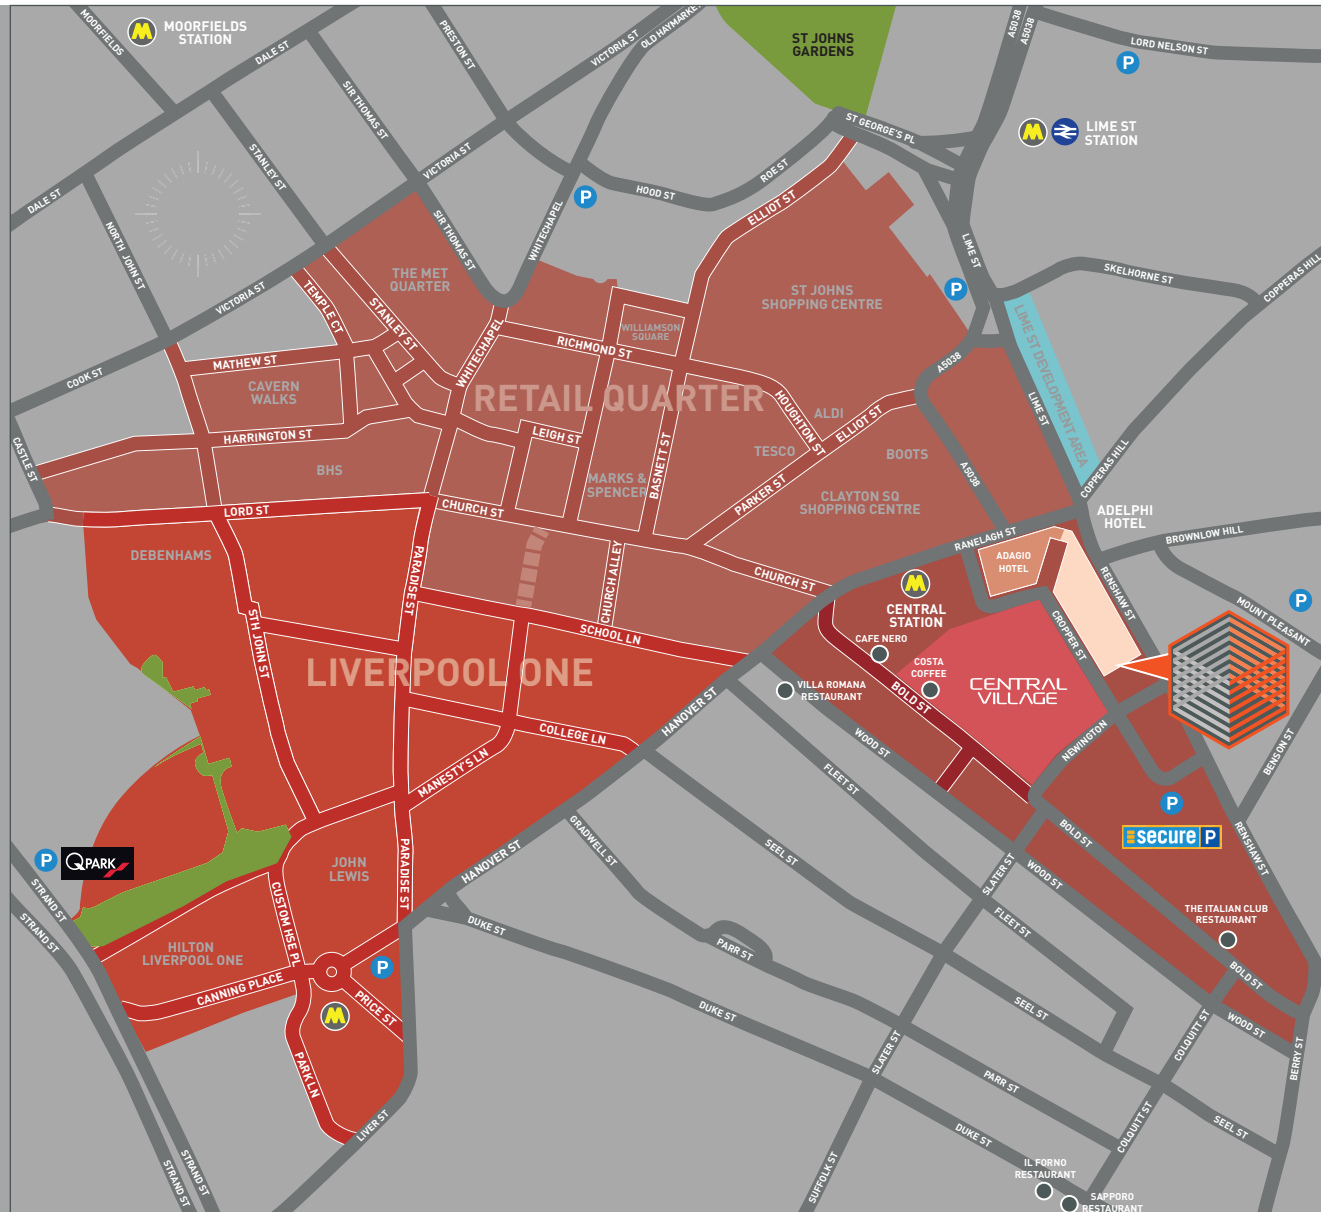 MOORFIELDS
MOORFIELDS
STATION
DALE ST
PRESTON ST
VICTORIA ST
OLD HAYMARKET
ST JOHNS
GARDENS
A5038
A5038
LORD NELSON ST
P
SIR THOMAS ST
ST GEORGE'S PL
LIME ST
STATION
STANLEY ST
VICTORIA ST
ROE ST
HOOD ST
P
DALE ST
NORTH JOHN ST
SIR THOMAS ST
WHITECHAPEL
ELLIOT ST
LIME ST
SKELHORNE ST
COPPERAS HILL
THE MET
QUARTER
ST JOHNS
SHOPPING CENTRE
P
VICTORIA ST
TEMPLE CT
STANLEY ST
WILLIAMSON
SQUARE
RICHMOND ST
WHITECHAPEL
LIME ST DEVELOPMENT AREA
MATHEW ST
COOK ST
CAVERN
WALKS
RETAIL QUARTER
HOUGHTON ST
A5038
LIME ST
ALDI
ELLIOT ST
HARRINGTON ST
LEIGH ST
BASNETT ST
TESCO
BOOTS
CASTLE ST
BHS
MARKS &
SPENCER
A5038
COPPERAS HILL
PARKER ST
CLAYTON SQ
SHOPPING CENTRE
LORD ST
CHURCH ST
ADELPHI
HOTEL
RANELAGH ST
BROWNLOW HILL
DEBENHAMS
PARADISE ST
CHURCH ALLEY
CHURCH ST
ADAGIO
HOTEL
RENSHAW ST
CENTRAL
STATION
MOUNT PLEASANT
P
STH JOHN ST
SCHOOL LN
CAFE NERO
CROPPER ST
LIVERPOOL ONE
COSTA
COFFEE
VILLA ROMANA
RESTAURANT
BOLD ST
CENTRAL
VILLAGE
HANOVER ST
COLLEGE LN
WOOD ST
NEWINGTON
BENSON ST
MANESTY'S LN
FLEET ST
P
secure P
GRADWELL ST
SEEL ST
BOLD ST
RENSHAW ST
HANOVER ST
P
Q PARK
JOHN
LEWIS
PARADISE ST
SLATER ST
WOOD ST
STRAND ST
STRAND ST
CUSTOM HSE PL
DUKE ST
FLEET ST
THE ITALIAN CLUB
RESTAURANT
PARR ST
HILTON
LIVERPOOL ONE
P
BOLD ST
CANNING PLACE
PRICE ST
DUKE ST
SEEL ST
WOOD ST
COLQUITT ST
SLATER ST
BERRY ST
PARK LN
PARR ST
LIVER ST
DUKE ST
COLQUITT ST
SEEL ST
STRAND ST
STRAND ST
SUFFOLK ST
IL FORNO
RESTAURANT
SAPPORO
RESTAURANT